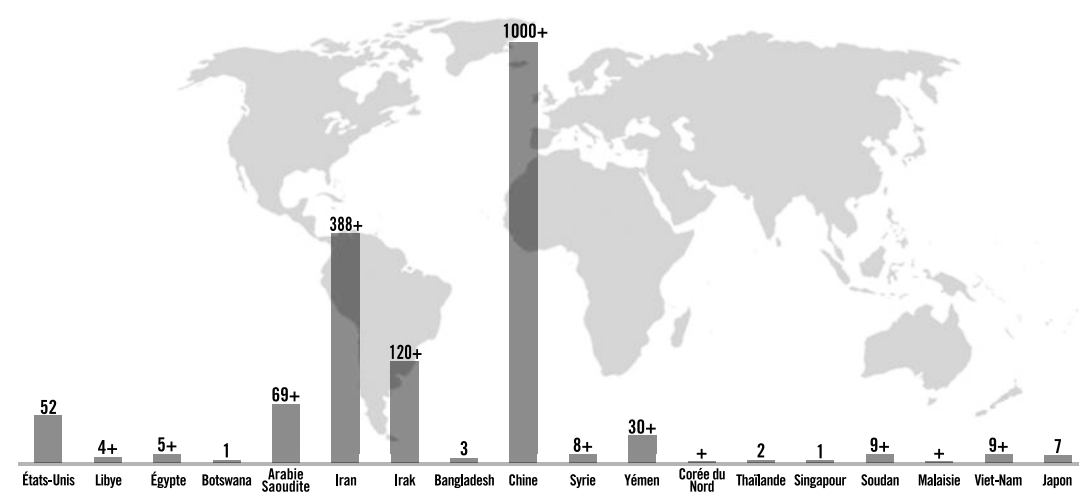 1000+
388+
120+
69+
52
30+
4+
5+
1
3
8+
+
2
1
9+
+
9+
7
États-Unis
Libye
Égypte
Botswana
Arabie
Saoudite
Iran
Irak
Bangladesh
Chine
Syrie
Yémen
Corée du
Nord
Thaïlande
Singapour
Soudan
Malaisie
Viet-Nam
Japon